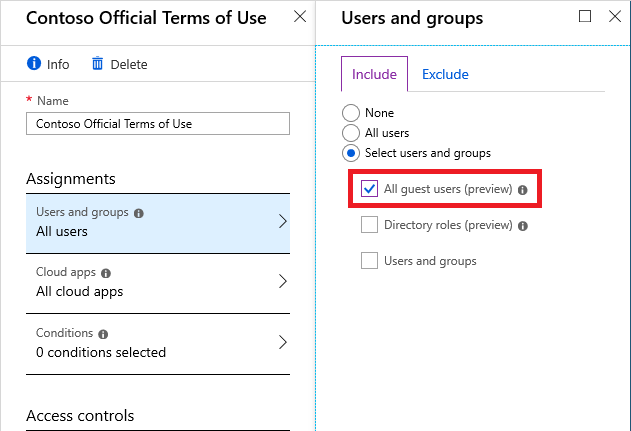 Contoso Official Terms of Use
Info
Delete
* Name
Contoso Official Terms of Use
Assignments
Users and groups
All users
Cloud apps
All cloud apps
Conditions
0 conditions selected
Access controls
Users and groups
Include
Exclude
None
All users
Select users and groups
All guest users (preview)
Directory roles (preview)
Users and groups